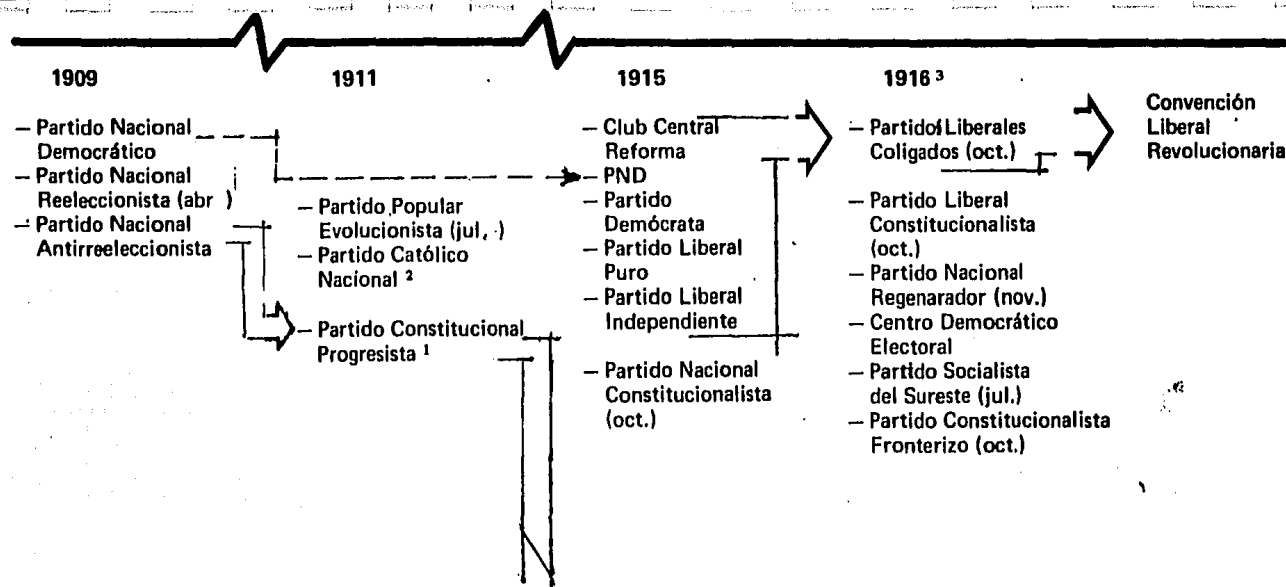 1909
— Partido Nacional
Democrático
— Partido Nacional
Reeleccionista (abr )
— Partido Nacional
Antirreeleccionista
1911
— Partido Popular
Evolucionista (jul. )
— Partido Católico
Nacional ²
— Partido Constitucional
Progresista ¹
1915
— Club Central
Reforma
— PND
— Partido
Demócrata
— Partido Liberal
Puro
— Partido Liberal
Independiente
— Partido Nacional
Constitucionalista
(oct.)
1916 ³
— Partidos Liberales
Coligados (oct.)
Partido Liberal
Constitucionalista
(oct.)
— Partido Nacional
Regenarador (nov.)
— Centro Democrático
Electoral
— Partido Socialista
del Sureste (jul.)
— Partido Constitucionalista
Fronterizo (oct.)
Convención
Liberal
Revolucionaria